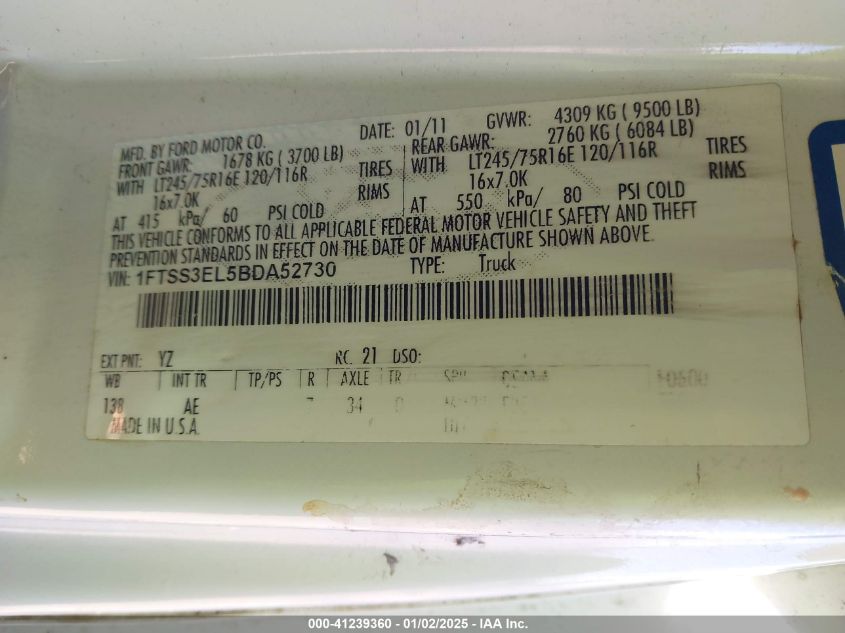 MFD. BY FORD MOTOR CO. DATE: 01/11 GVWR: 4309 KG ( 9500 LB)
FRONT GAWR: 1678 KG ( 3700 LB) REAR GAWR: 2760 KG ( 6084 LB)
WITH LT245/75R16E 120/116R TIRES WITH LT245/75R16E 120/116R TIRES
16x7.0K RIMS 16x7.0K RIMS
AT 415 kPa/ 60 PSI COLD AT 550 kPa/ 80 PSI COLD
THIS VEHICLE CONFORMS TO ALL APPLICABLE FEDERAL MOTOR VEHICLE SAFETY AND THEFT
PREVENTION STANDARDS IN EFFECT ON THE DATE OF MANUFACTURE SHOWN ABOVE.
VIN: 1FTSS3EL5BDA52730 TYPE: Truck
EXT PNT: YZ RC: 21 DSO:
WB INT TR TP/PS R AXLE TR
138 AE 34
MADE IN U.S.A.
000-41239360 - 01/02/2025 - IAA Inc.